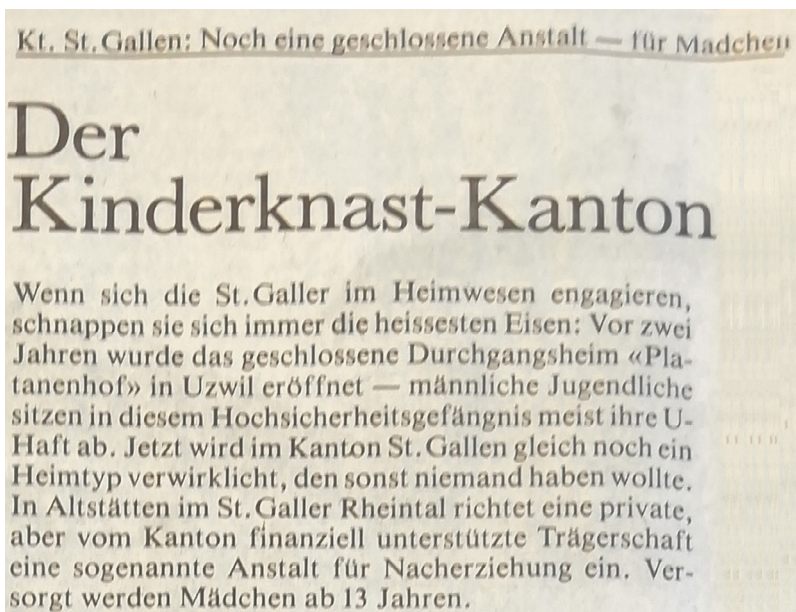 Kt. St. Gallen: Noch eine geschlossene Anstalt — für Mädchen
Der
Kinderknast-Kanton
Wenn sich die St. Galler im Heimwesen engagieren,
schnappen sie sich immer die heissesten Eisen: Vor zwei
Jahren wurde das geschlossene Durchgangsheim «Pla-
tanenhof» in Uzwil eröffnet — männliche Jugendliche
sitzen in diesem Hochsicherheitsgefängnis meist ihre U-
Haft ab. Jetzt wird im Kanton St. Gallen gleich noch ein
Heimtyp verwirklicht, den sonst niemand haben wollte.
In Altstätten im St. Galler Rheintal richtet eine private,
aber vom Kanton finanziell unterstützte Trägerschaft
eine sogenannte Anstalt für Nacherziehung ein. Ver-
sorgt werden Mädchen ab 13 Jahren.